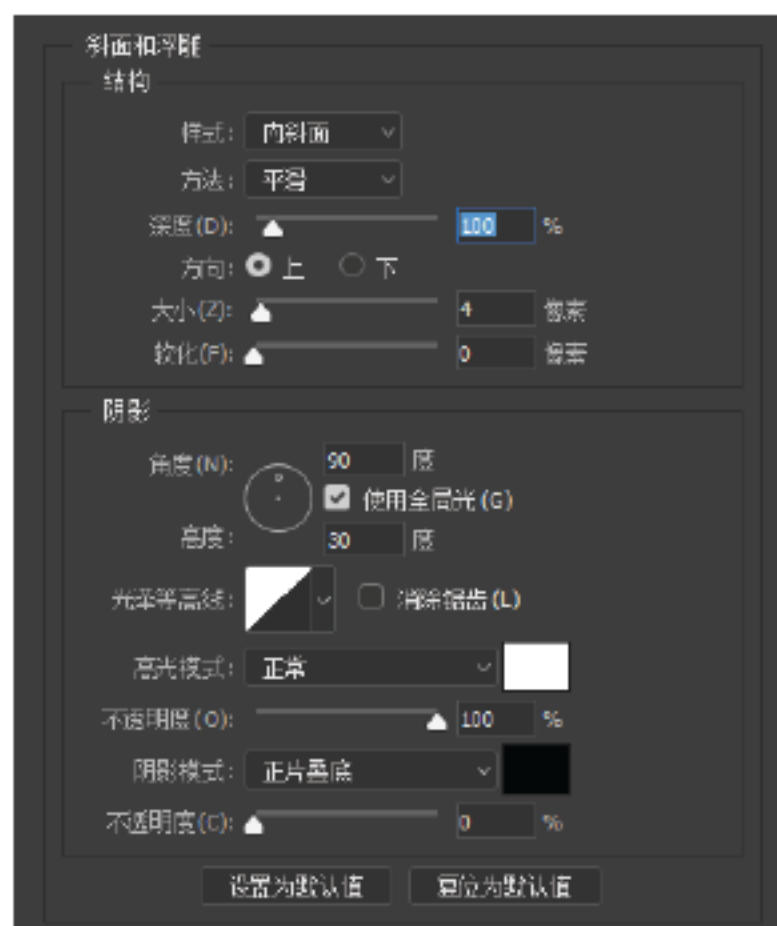 斜面和浮雕
结构
样式: 内斜面
方法: 平滑
深度(D): 100 %
方向: 上 下
大小(Z): 4 像素
软化(F): 0 像素
阴影
角度(N): 90 度
使用全局光(G)
高度: 30 度
光泽等高线: 消除锯齿(L)
高光模式: 正常
不透明度(O): 100 %
阴影模式: 正片叠底
不透明度(C): 0 %
设置为默认值 复位为默认值